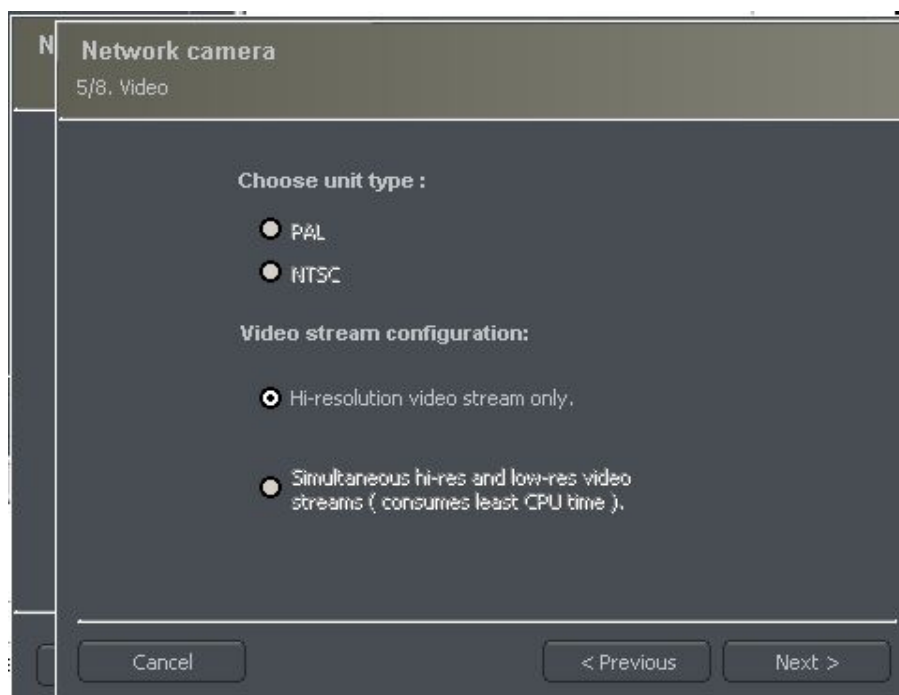 N
Network camera
5/8. Video
Choose unit type :
PAL
NTSC
Video stream configuration:
Hi-resolution video stream only.
Simultaneous hi-res and low-res video
streams ( consumes least CPU time ).
Cancel
< Previous
Next >